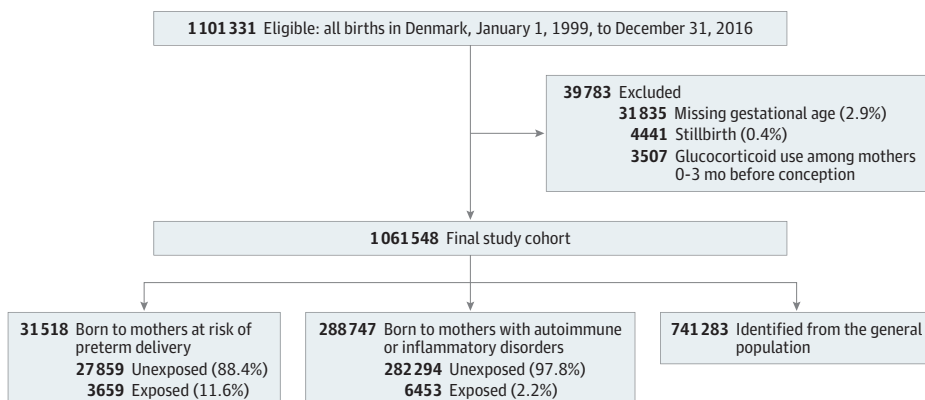 1101331 Eligible: all births in Denmark, January 1, 1999, to December 31, 2016
39783 Excluded
31835 Missing gestational age (2.9%)
4441 Stillbirth (0.4%)
3507 Glucocorticoid use among mothers
0-3 mo before conception
1061548 Final study cohort
31518 Born to mothers at risk of
preterm delivery
27859 Unexposed (88.4%)
3659 Exposed (11.6%)
288747 Born to mothers with autoimmune
or inflammatory disorders
282294 Unexposed (97.8%)
6453 Exposed (2.2%)
741283 Identified from the general
population